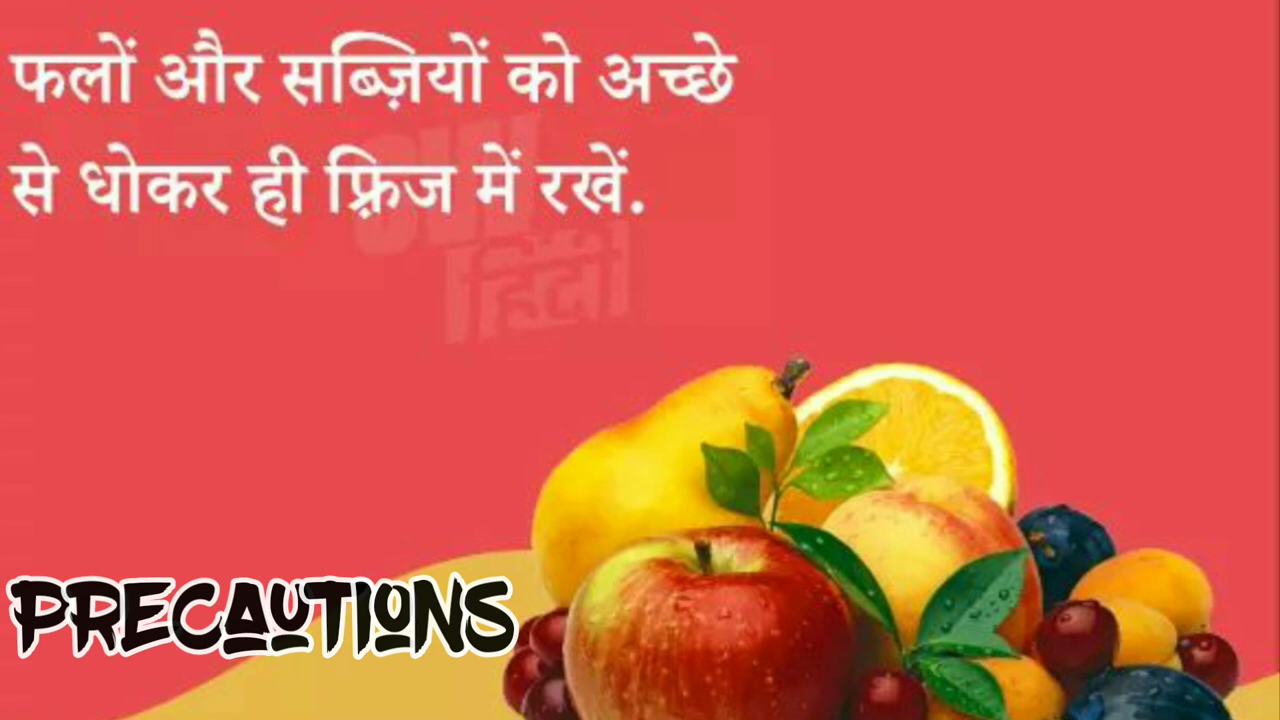 फलों और सब्ज़ियों को अच्छे
से धोकर ही फ़्रिज में रखें.
हिंदी
PRECAUTIONS